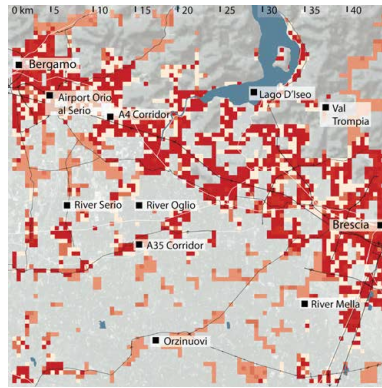 0 km | 5 | 10 | 15 | 20 | 25 | 30 | 35 | 40
Bergamo
Airport Orio
al Serio
A4 Corridor
Lago D'Iseo
Val
Trompia
River Serio
River Oglio
Brescia
A35 Corridor
River Mella
Orzinuovi